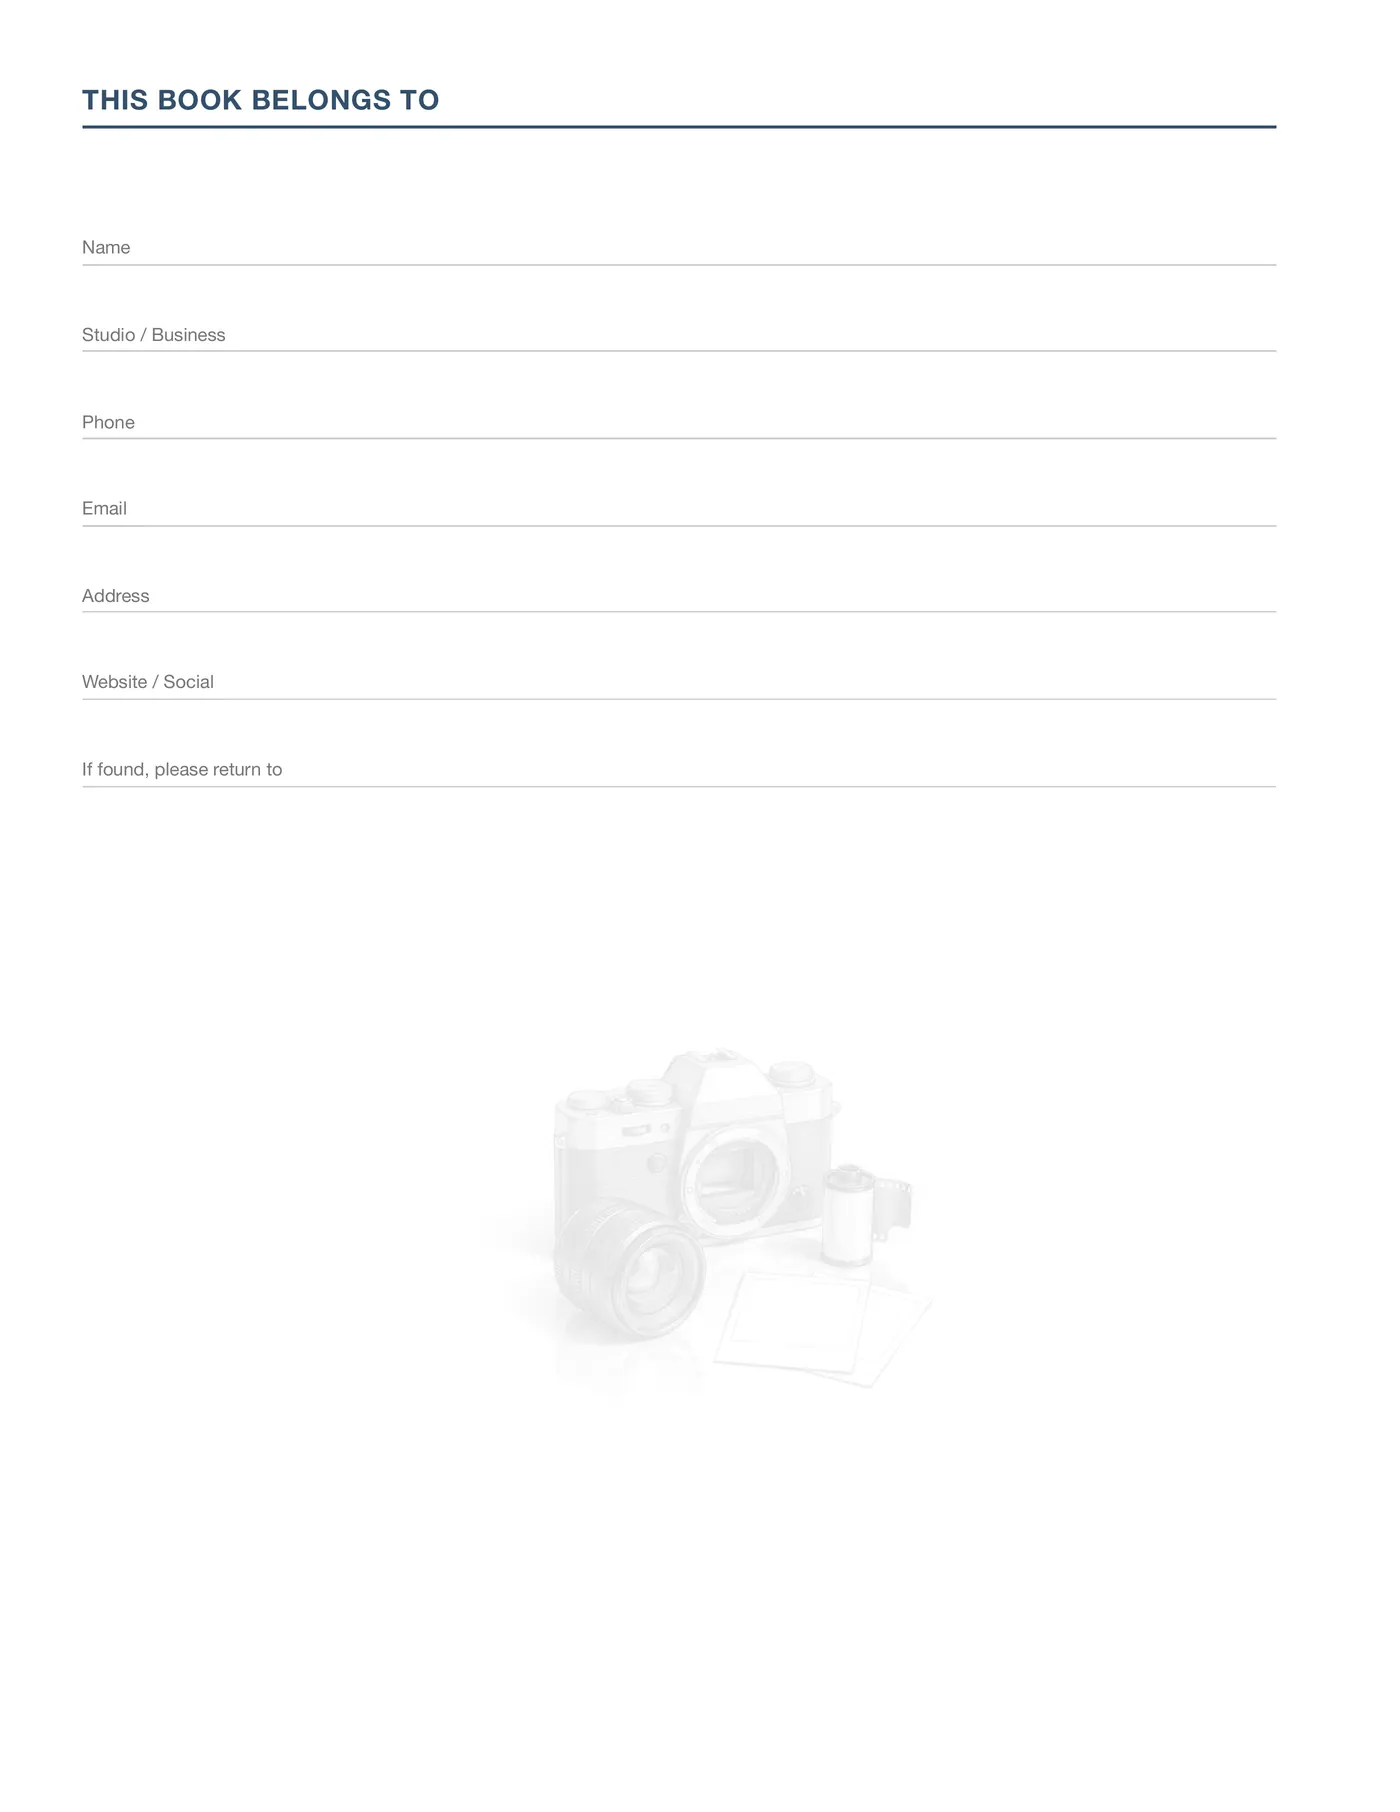 THIS BOOK BELONGS TO
Name
Studio / Business
Phone
Email
Address
Website / Social
If found, please return to